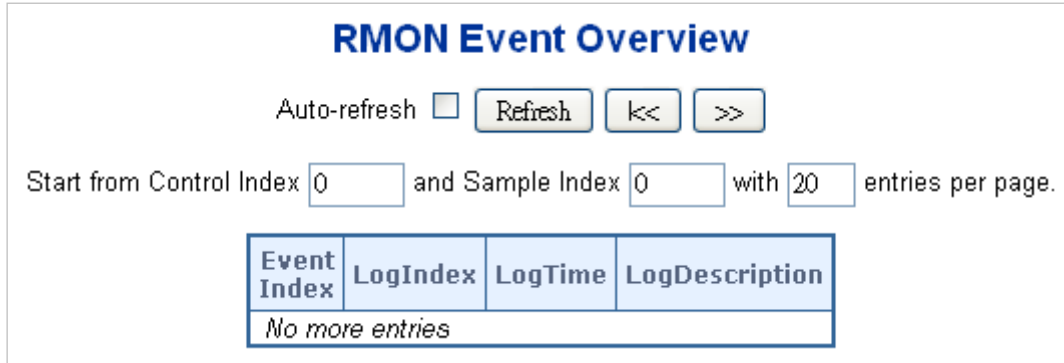 RMON Event Overview
Auto-refresh Refresh |<< >>
Start from Control Index 0 and Sample Index 0 with 20 entries per page.
Event Index LogIndex LogTime LogDescription
No more entries